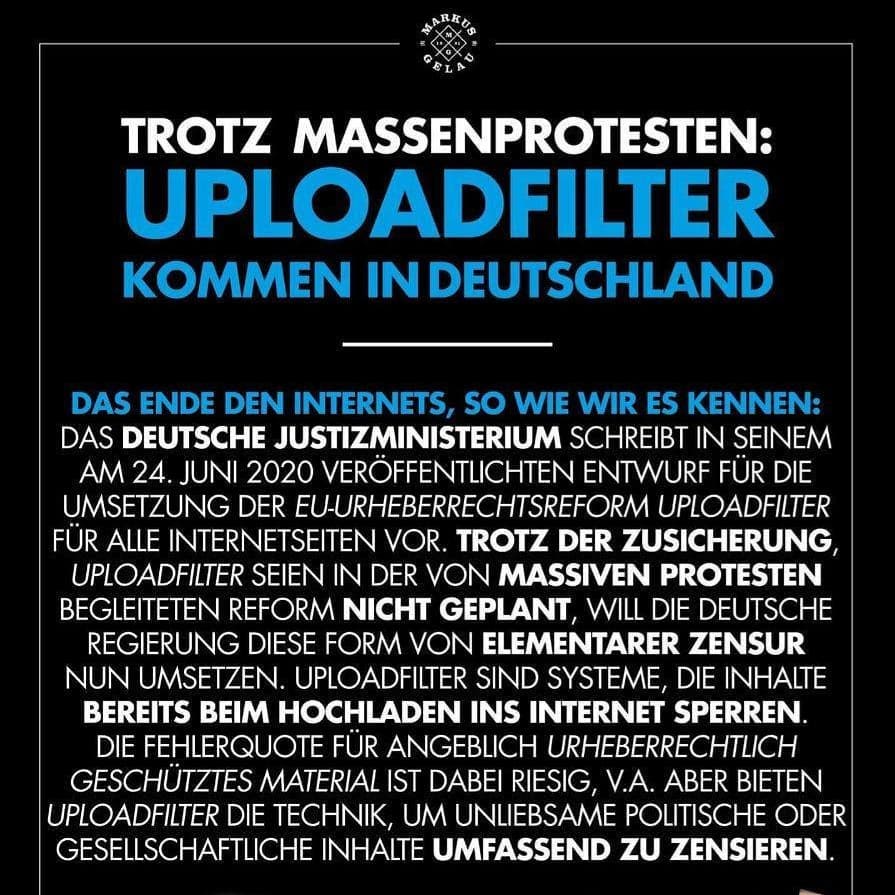 MARKUS
M
19 91
G
GELAU
TROTZ MASSENPROTESTEN:
UPLOADFILTER
KOMMEN IN DEUTSCHLAND
DAS ENDE DEN INTERNETS, SO WIE WIR ES KENNEN:
DAS DEUTSCHE JUSTIZMINISTERIUM SCHREIBT IN SEINEM
AM 24. JUNI 2020 VERÖFFENTLICHTEN ENTWURF FÜR DIE
UMSETZUNG DER EU-URHEBERRECHTSREFORM UPLOADFILTER
FÜR ALLE INTERNETSEITEN VOR. TROTZ DER ZUSICHERUNG,
UPLOADFILTER SEIEN IN DER VON MASSIVEN PROTESTEN
BEGLEITETEN REFORM NICHT GEPLANT, WILL DIE DEUTSCHE
REGIERUNG DIESE FORM VON ELEMENTARER ZENSUR
NUN UMSETZEN. UPLOADFILTER SIND SYSTEME, DIE INHALTE
BEREITS BEIM HOCHLADEN INS INTERNET SPERREN.
DIE FEHLERQUOTE FÜR ANGEBLICH URHEBERRECHTLICH
GESCHÜTZTES MATERIAL IST DABEI RIESIG, V.A. ABER BIETEN
UPLOADFILTER DIE TECHNIK, UM UNLIEBSAME POLITISCHE ODER
GESELLSCHAFTLICHE INHALTE UMFASSEND ZU ZENSIEREN.